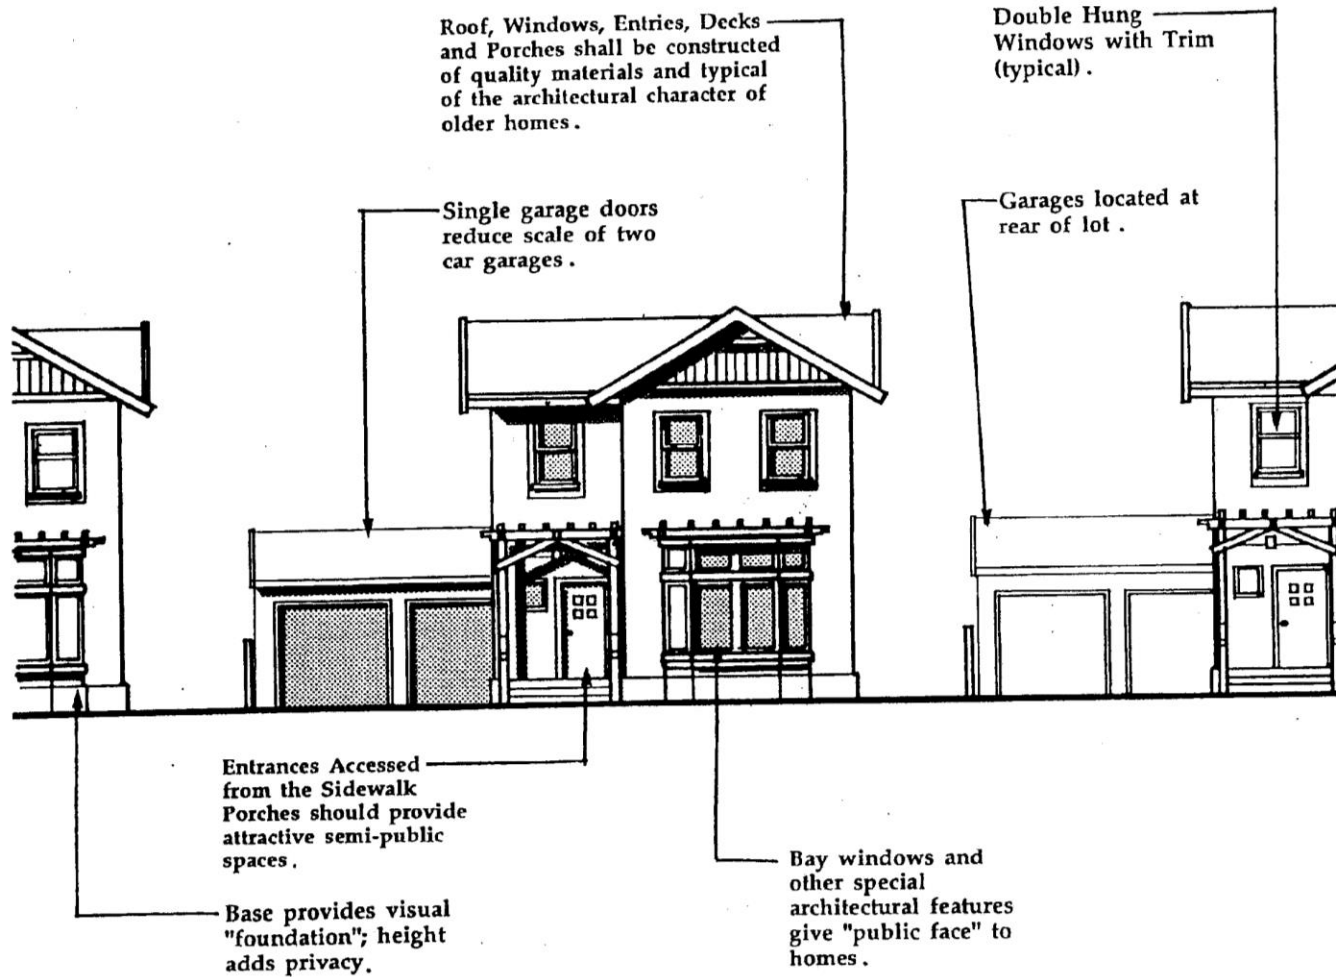 Roof, Windows, Entries, Decks
and Porches shall be constructed
of quality materials and typical
of the architectural character of
older homes.
Double Hung
Windows with Trim
(typical).
Single garage doors
reduce scale of two
car garages.
Garages located at
rear of lot.
Entrances Accessed
from the Sidewalk
Porches should provide
attractive semi-public
spaces.
Base provides visual
"foundation"; height
adds privacy.
Bay windows and
other special
architectural features
give "public face" to
homes.